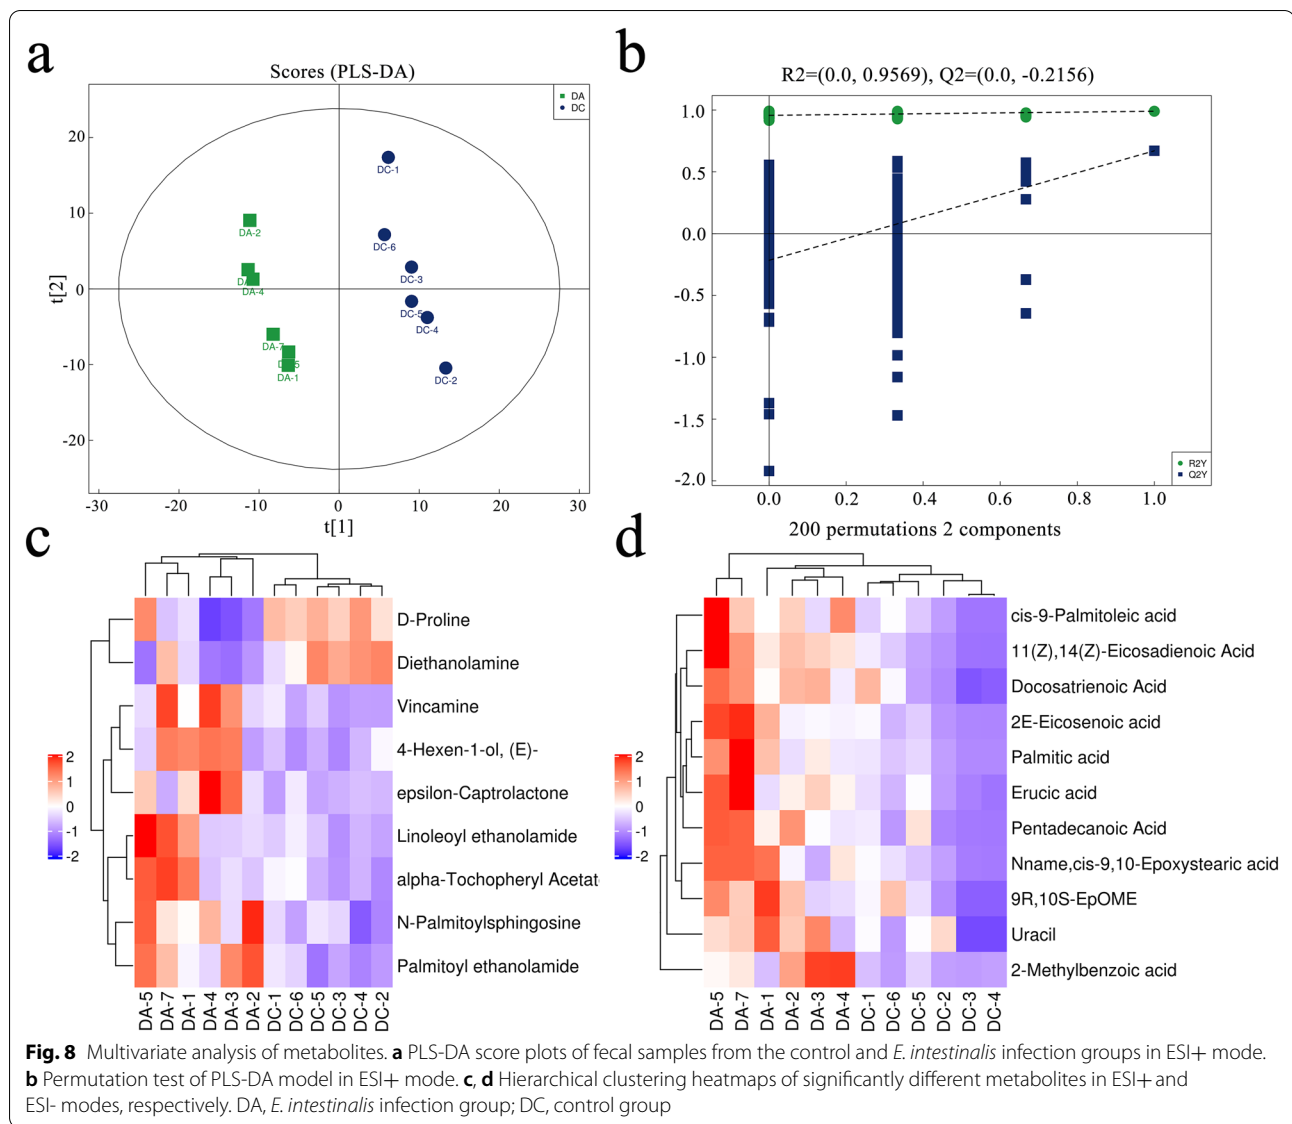 a
Scores (PLS-DA)
DA
DC
20
10
0
-10
-20
t[2]
DC-1
DC-6
DC-3
DC-5
DC-4
DC-2
DA-2
DA-4
DA-7
DA-1
-30
-20
-10
0
10
20
30
t[1]
b
R2=(0.0, 0.9569), Q2=(0.0, -0.2156)
1.0
0.5
0.0
-0.5
-1.0
-1.5
-2.0
R2Y
Q2Y
0.0
0.2
0.4
0.6
0.8
1.0
200 permutations 2 components
c
2
1
0
-1
-2
D-Proline
Diethanolamine
Vincamine
4-Hexen-1-ol, (E)-
epsilon-Captrolactone
Linoleoyl ethanolamide
alpha-Tochopheryl Acetat
N-Palmitoylsphingosine
Palmitoyl ethanolamide
DA-5
DA-7
DA-1
DA-4
DA-3
DA-2
DC-1
DC-6
DC-5
DC-3
DC-4
DC-2
d
2
1
0
-1
-2
cis-9-Palmitoleic acid
11(Z),14(Z)-Eicosadienoic Acid
Docosatrienoic Acid
2E-Eicosenoic acid
Palmitic acid
Erucic acid
Pentadecanoic Acid
Nname,cis-9,10-Epoxystearic acid
9R,10S-EpOME
Uracil
2-Methylbenzoic acid
DA-5
DA-7
DA-1
DA-2
DA-3
DA-4
DC-1
DC-6
DC-5
DC-2
DC-3
DC-4
Fig. 8 Multivariate analysis of metabolites. a PLS-DA score plots of fecal samples from the control and E. intestinalis infection groups in ESI+ mode.
b Permutation test of PLS-DA model in ESI+ mode. c, d Hierarchical clustering heatmaps of significantly different metabolites in ESI+ and
ESI- modes, respectively. DA, E. intestinalis infection group; DC, control group